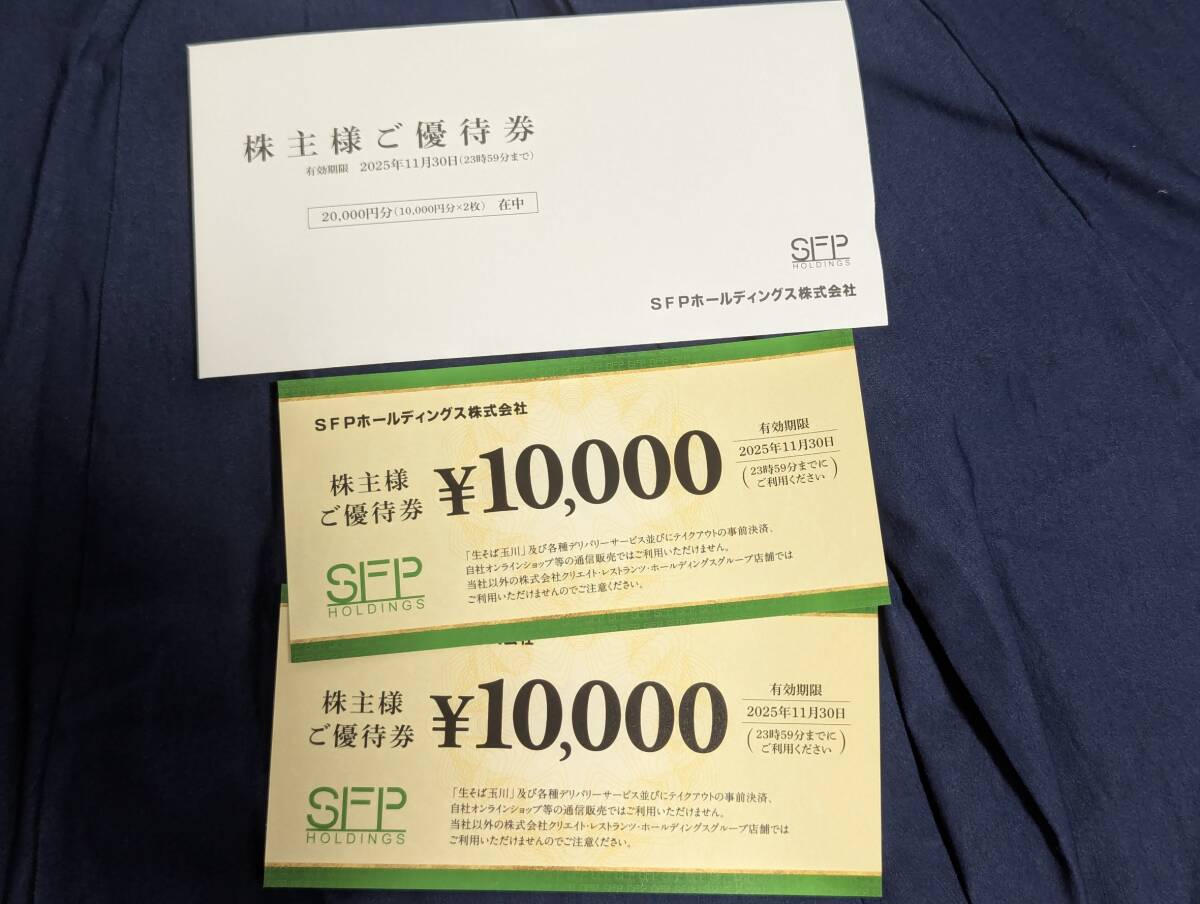 株主様ご優待券
有効期限 2025年11月30日(23時59分まで)
20,000円分(10,000円分×2枚) 在中
SFP
HOLDINGS
SFPホールディングス株式会社
SFPホールディングス株式会社
株主様
ご優待券
¥10,000
有効期限
2025年11月30日
(23時59分までに
ご利用ください)
SFP
HOLDINGS
「生そば玉川」及び各種デリバリーサービス並びにテイクアウトの事前決済、
自社オンラインショップ等の通信販売ではご利用いただけません。
当社以外の株式会社クリエイト・レストランツ・ホールディングスグループ店舗では
ご利用いただけませんのでご注意ください。
株主様
ご優待券
¥10,000
有効期限
2025年11月30日
(23時59分までに
ご利用ください)
SFP
HOLDINGS
「生そば玉川」及び各種デリバリーサービス並びにテイクアウトの事前決済、
自社オンラインショップ等の通信販売ではご利用いただけません。
当社以外の株式会社クリエイト・レストランツ・ホールディングスグループ店舗では
ご利用いただけませんのでご注意ください。